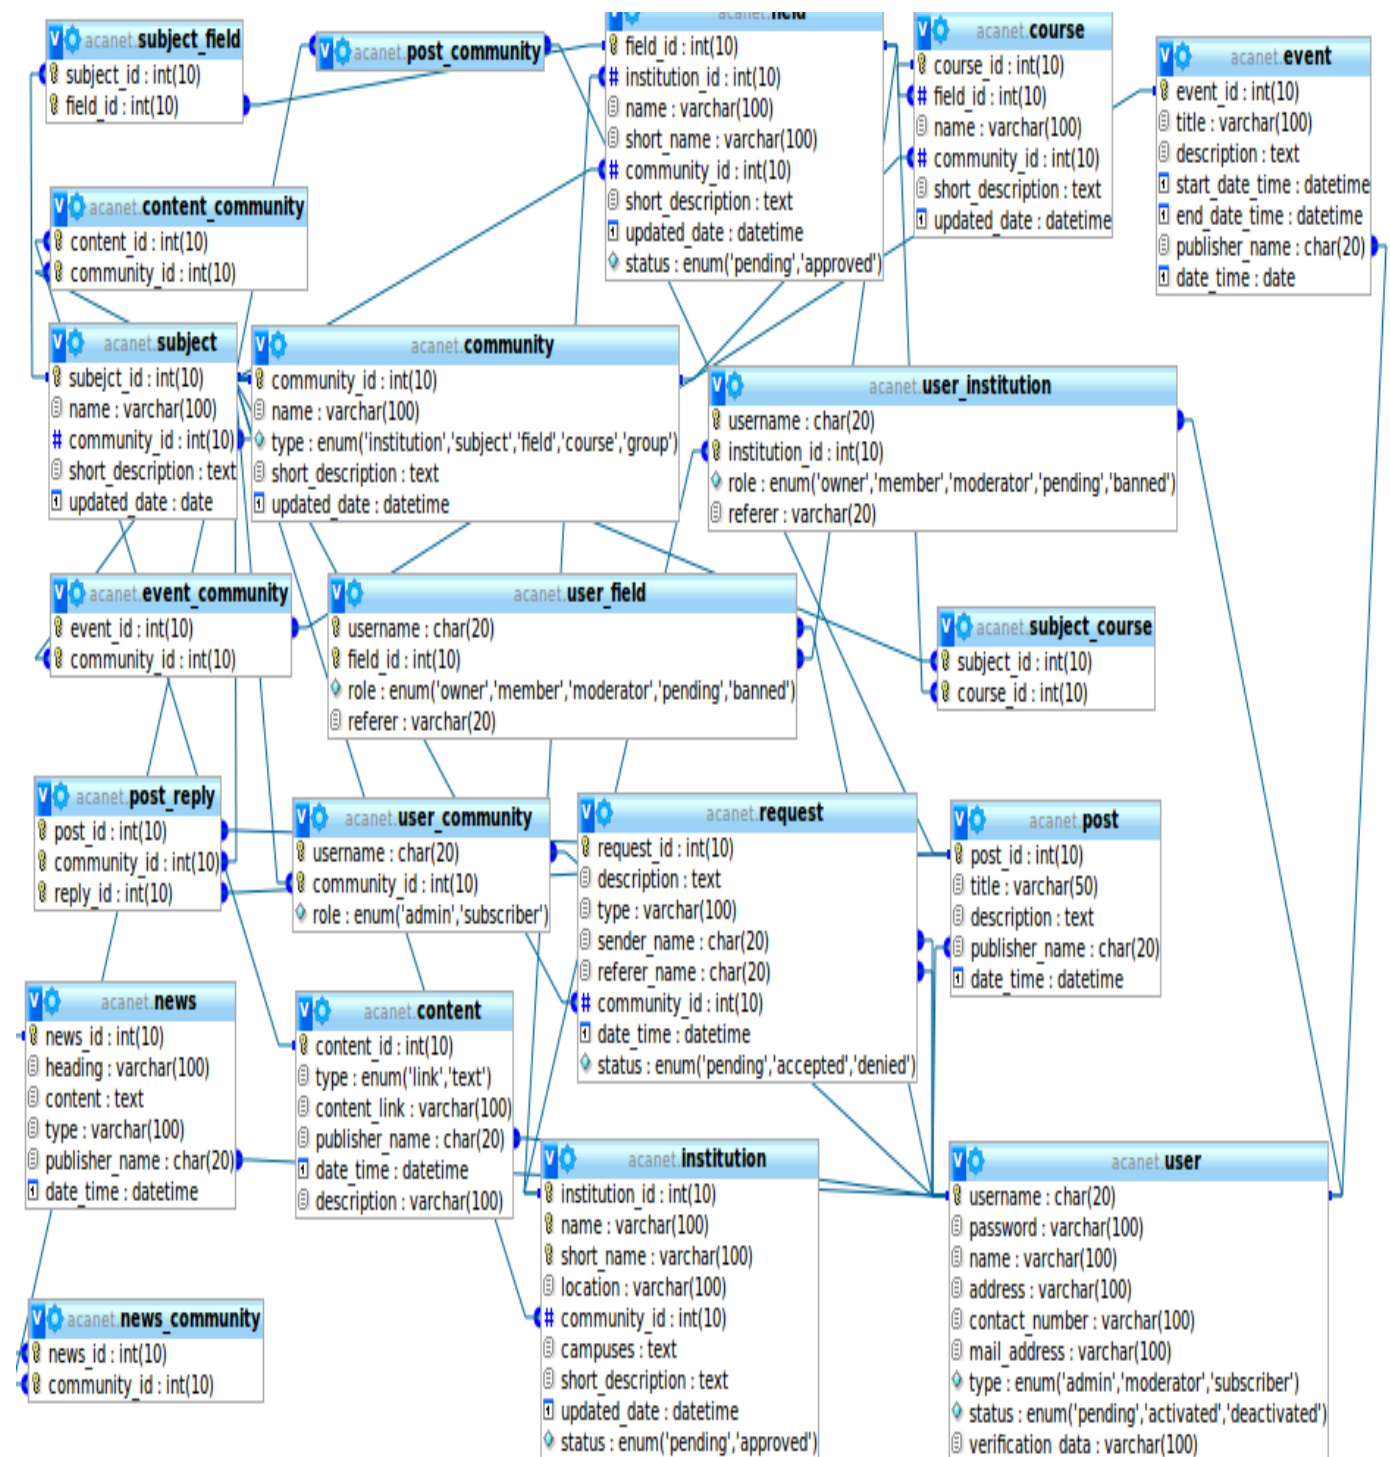 acanet.subject_field
subject_id : int(10)
field_id : int(10)
acanet.post_community
field_id : int(10)
institution_id : int(10)
name : varchar(100)
short_name : varchar(100)
community_id : int(10)
short_description : text
updated_date : datetime
status : enum('pending','approved')
acanet.course
course_id : int(10)
field_id : int(10)
name : varchar(100)
community_id : int(10)
short_description : text
updated_date : datetime
acanet.event
event_id : int(10)
title : varchar(100)
description : text
start_date_time : datetime
end_date_time : datetime
publisher_name : char(20)
date_time : date
acanet.content_community
content_id : int(10)
community_id : int(10)
acanet.subject
subejct_id : int(10)
name : varchar(100)
community_id : int(10)
short_description : text
updated_date : date
acanet.community
community_id : int(10)
name : varchar(100)
type : enum('institution','subject','field','course','group')
short_description : text
updated_date : datetime
acanet.user_institution
username : char(20)
institution_id : int(10)
role : enum('owner','member','moderator','pending','banned')
referer : varchar(20)
acanet.event_community
event_id : int(10)
community_id : int(10)
acanet.user_field
username : char(20)
field_id : int(10)
role : enum('owner','member','moderator','pending','banned')
referer : varchar(20)
acanet.subject_course
subject_id : int(10)
course_id : int(10)
acanet.post_reply
post_id : int(10)
community_id : int(10)
reply_id : int(10)
acanet.user_community
username : char(20)
community_id : int(10)
role : enum('admin','subscriber')
acanet.request
request_id : int(10)
description : text
type : varchar(100)
sender_name : char(20)
referer_name : char(20)
community_id : int(10)
date_time : datetime
status : enum('pending','accepted','denied')
acanet.post
post_id : int(10)
title : varchar(50)
description : text
publisher_name : char(20)
date_time : datetime
acanet.news
news_id : int(10)
heading : varchar(100)
content : text
type : varchar(100)
publisher_name : char(20)
date_time : datetime
acanet.content
content_id : int(10)
type : enum('link','text')
content_link : varchar(100)
publisher_name : char(20)
date_time : datetime
description : varchar(100)
acanet.institution
institution_id : int(10)
name : varchar(100)
short_name : varchar(100)
location : varchar(100)
community_id : int(10)
campuses : text
short_description : text
updated_date : datetime
status : enum('pending','approved')
acanet.user
username : char(20)
password : varchar(100)
name : varchar(100)
address : varchar(100)
contact_number : varchar(100)
mail_address : varchar(100)
type : enum('admin','moderator','subscriber')
status : enum('pending','activated','deactivated')
verification_data : varchar(100)
acanet.news_community
news_id : int(10)
community_id : int(10)